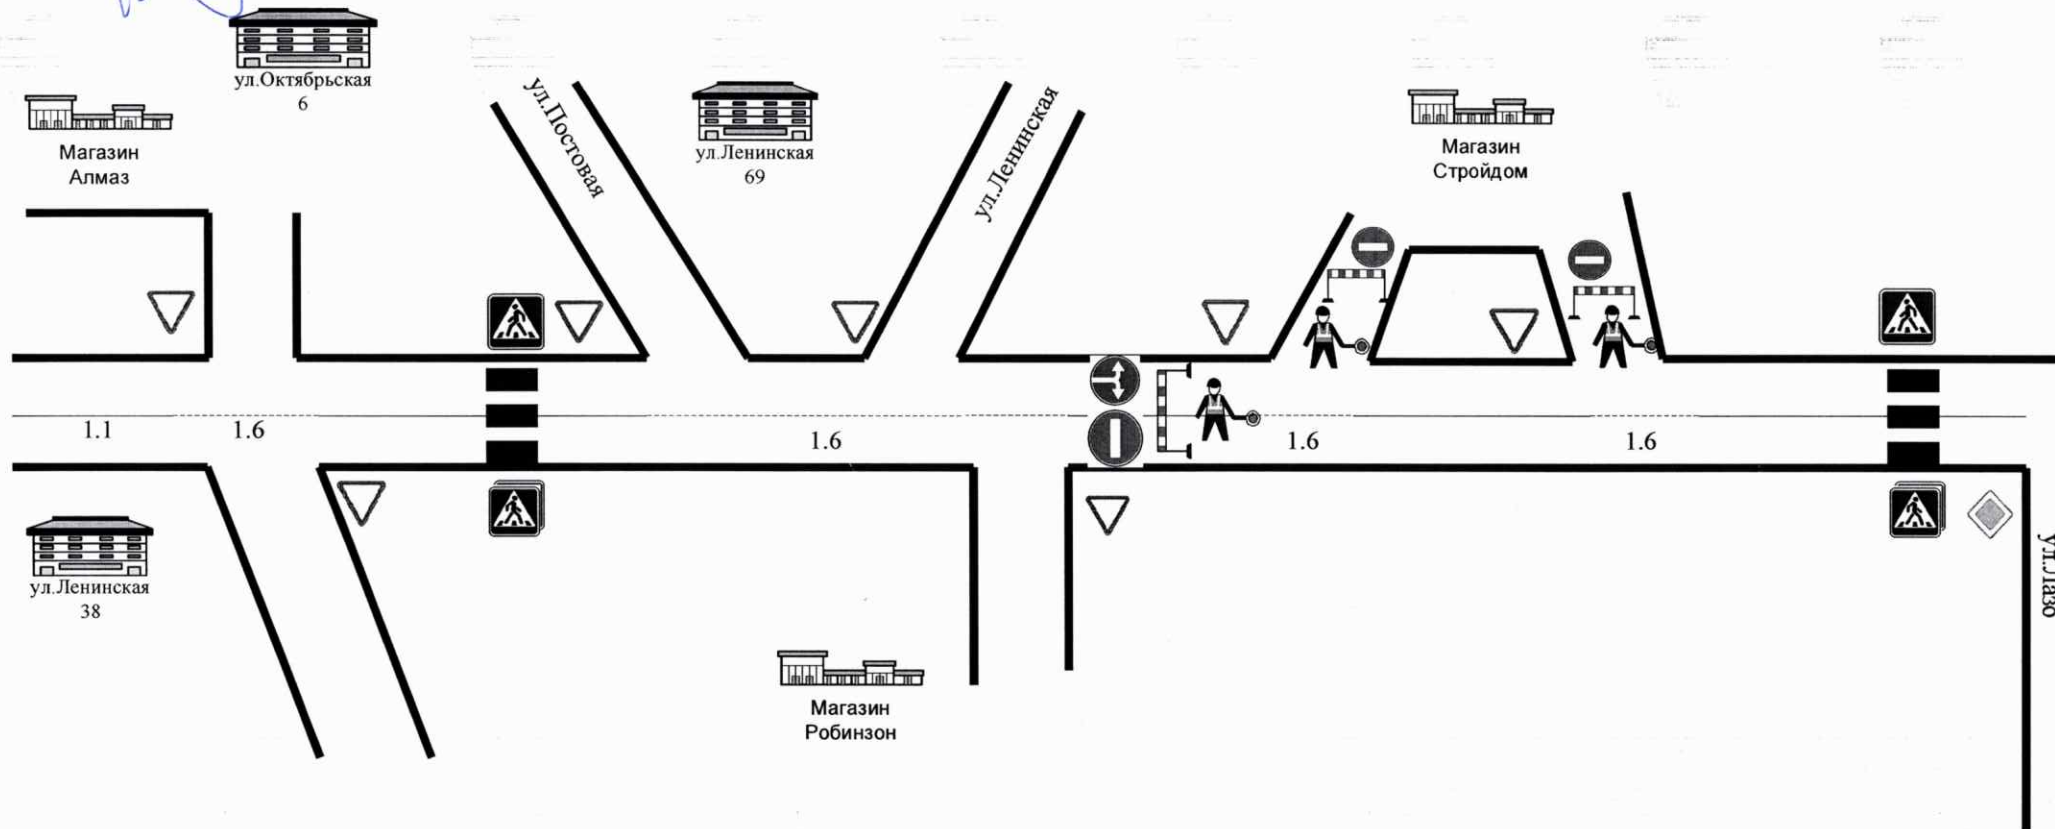 ул.Октябрьская
6
Магазин
Алмаз
ул.Постовая
ул.Ленинская
69
ул.Ленинская
Магазин
Стройдом
1.1
1.6
1.6
1.6
1.6
ул.Ленинская
38
Магазин
Робинзон
ул.Лазо